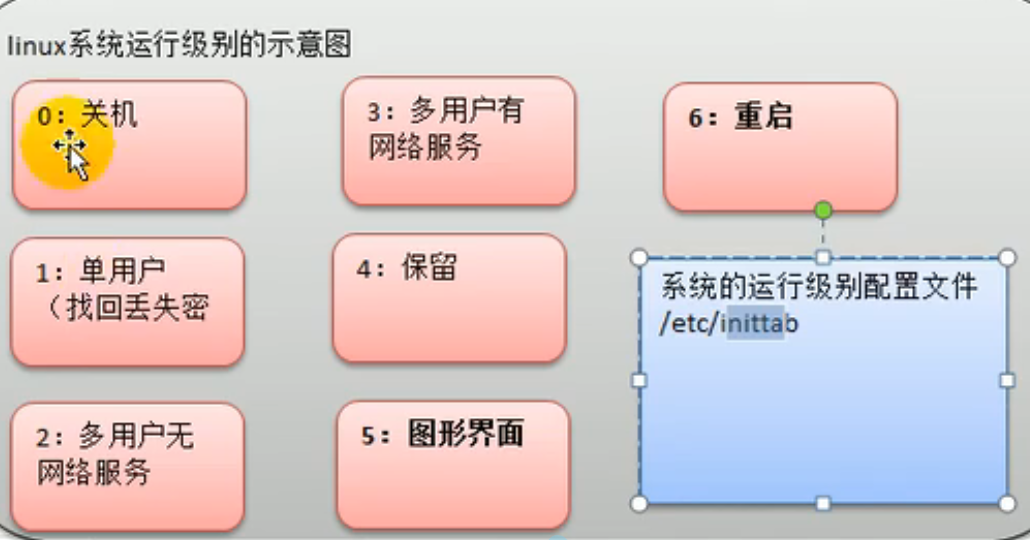 linux系统运行级别的示意图
0：关机
1：单用户
（找回丢失密
2：多用户无
网络服务
3：多用户有
网络服务
4：保留
5：图形界面
6：重启
系统的运行级别配置文件
/etc/inittab